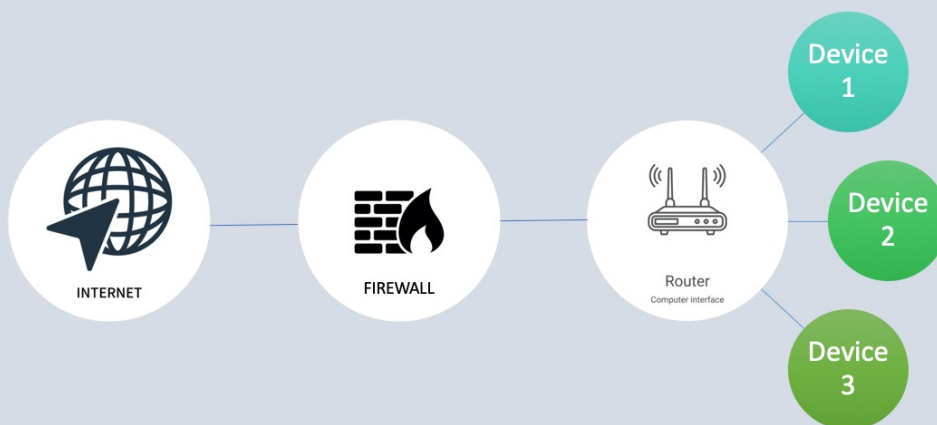 INTERNET
FIREWALL
Router
Computer interface
Device
1
Device
2
Device
3